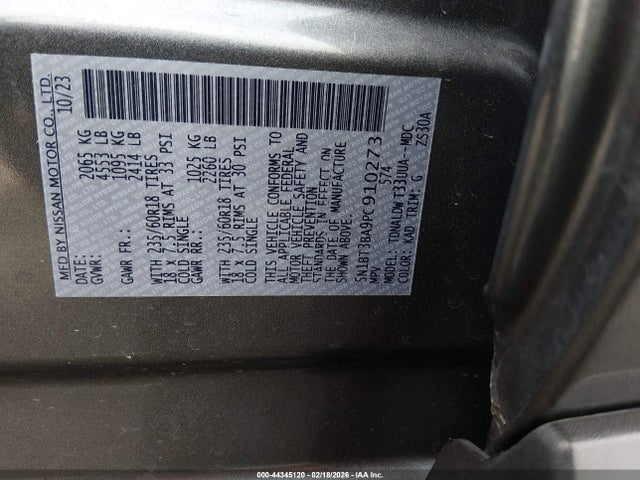 MFD BY NISSAN MOTOR CO., LTD.
DATE: 10/23
GVWR: 2065 KG
4553 LB
GAWR FR: 1095 KG
2414 LB
WITH 235/60R18 TIRES
18 x 7.5 RIMS AT 33 PSI
COLD SINGLE
GAWR RR: 1025 KG
2260 LB
WITH 235/60R18 TIRES
18 x 7.5 RIMS AT 30 PSI
COLD SINGLE
THIS VEHICLE CONFORMS TO
ALL APPLICABLE FEDERAL
MOTOR VEHICLE SAFETY AND
THEFT PREVENTION
STANDARDS IN EFFECT ON
THE DATE OF MANUFACTURE
SHOWN ABOVE.
5N1BT3BA9PC910273
MPV 574
MODEL: TDNALDW T33UUA--MDC
COLOR: KAD TRIM: G ZS30A
000-44345120 - 02/18/2026 - IAA Inc.